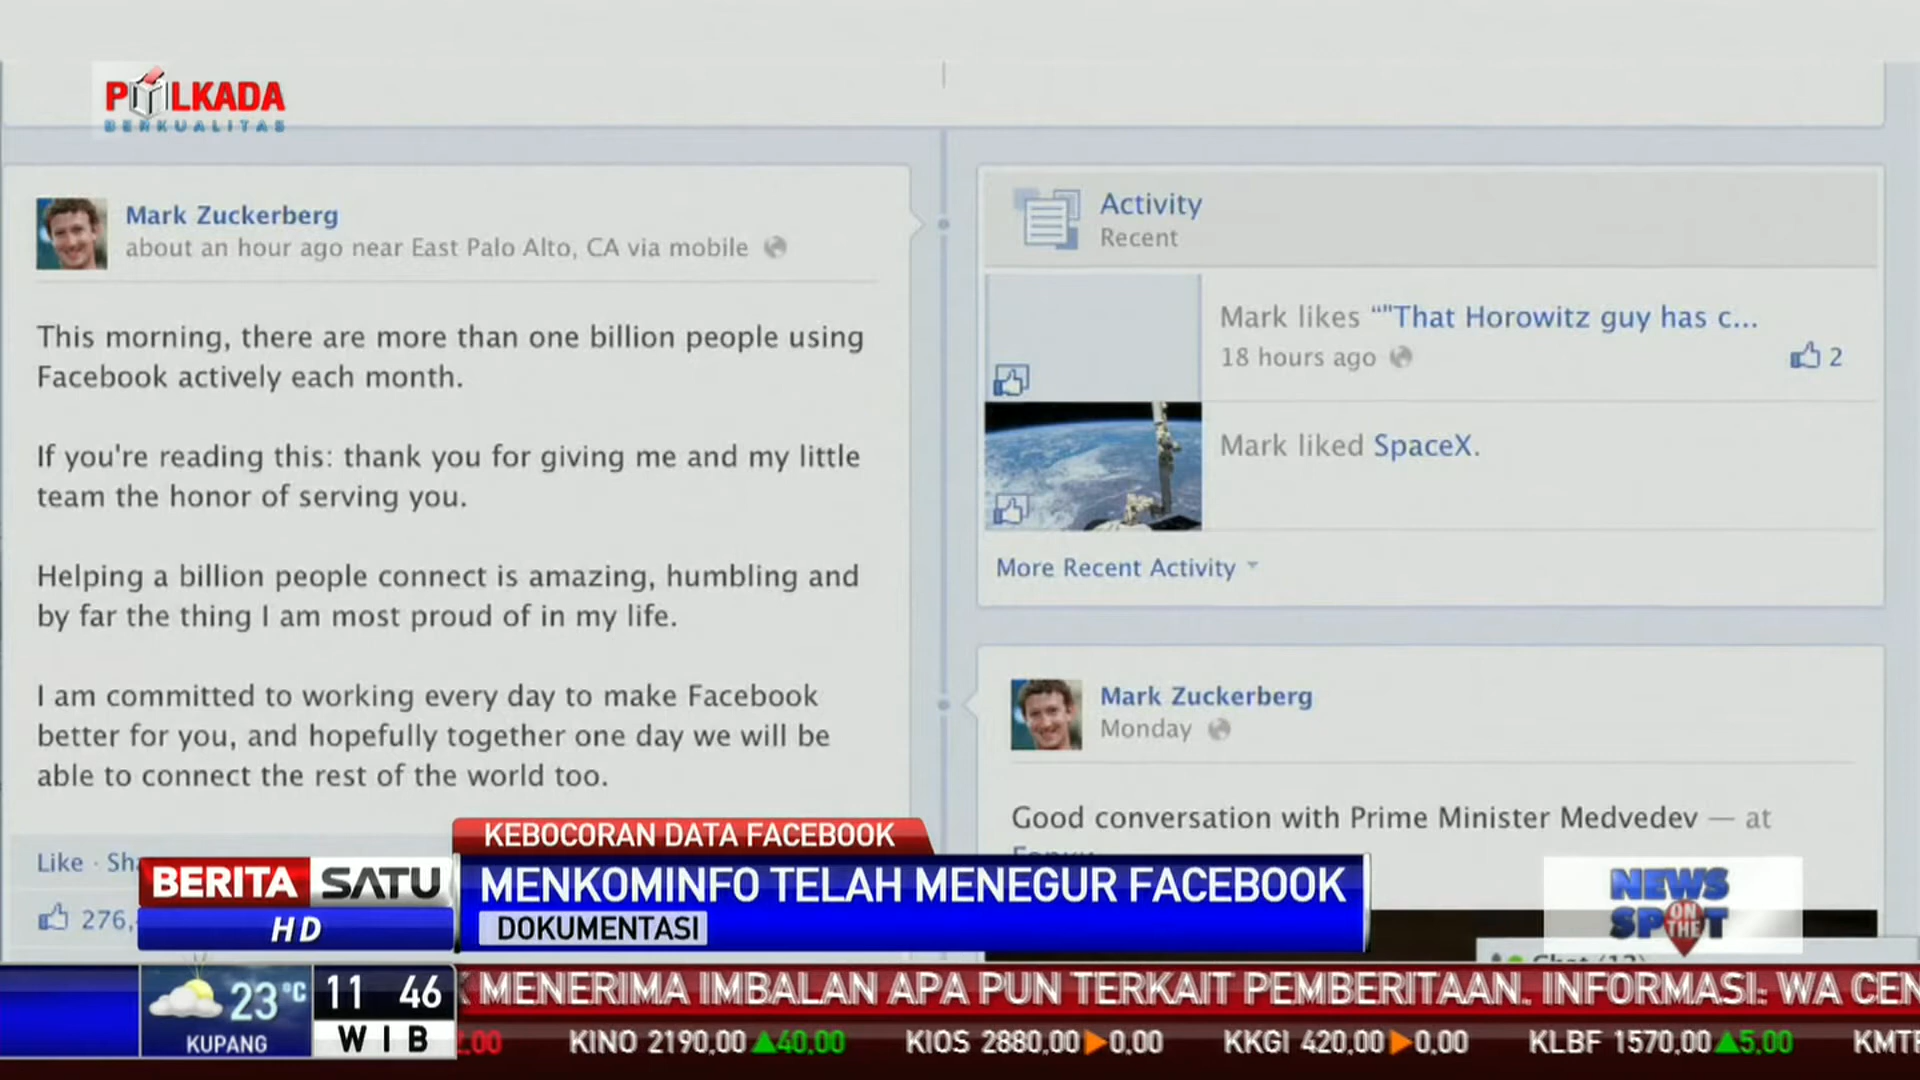 PILKADA
BERKUALITAS
Mark Zuckerberg
about an hour ago near East Palo Alto, CA via mobile
This morning, there are more than one billion people using
Facebook actively each month.
If you're reading this: thank you for giving me and my little
team the honor of serving you.
Helping a billion people connect is amazing, humbling and
by far the thing I am most proud of in my life.
I am committed to working every day to make Facebook
better for you, and hopefully together one day we will be
able to connect the rest of the world too.
Like · Sha
276,
Activity
Recent
Mark likes “"That Horowitz guy has c...
18 hours ago
2
Mark liked SpaceX.
More Recent Activity
Mark Zuckerberg
Monday
Good conversation with Prime Minister Medvedev — at
KEBOCORAN DATA FACEBOOK
BERITA SATU
HD
MENKOMINFO TELAH MENEGUR FACEBOOK
DOKUMENTASI
NEWS
ON THE
SPOT
23°C
KUPANG
11 46
WIB
MENERIMA IMBALAN APA PUN TERKAIT PEMBERITAAN. INFORMASI: WA CEN
2.00 KINO 2190,00 ▲40,00 KIOS 2880,00 ▶0,00 KKGI 420,00 ▶0,00 KLBF 1570,00 ▲5,00 KMT